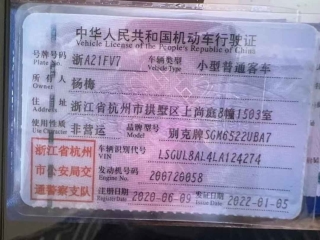 中华人民共和国机动车行驶证
Vehicle License of the People's Republic of China
号牌号码 浙A21FV7 车辆类型 小型普通客车
Plate No. Vehicle Type
所有人 杨梅
Owner
住址 浙江省杭州市拱墅区上尚庭8幢1503室
Address
使用性质 非营运 品牌型号 别克牌SGM6522UBA7
Use Character Model
浙江省杭州市公安局交通警察支队
车辆识别代号 LSGUL8AL4LA124274
VIN
发动机号码 200720058
Engine No.
注册日期 2020-06-09 发证日期 2022-01-05
Register Date Issue Date